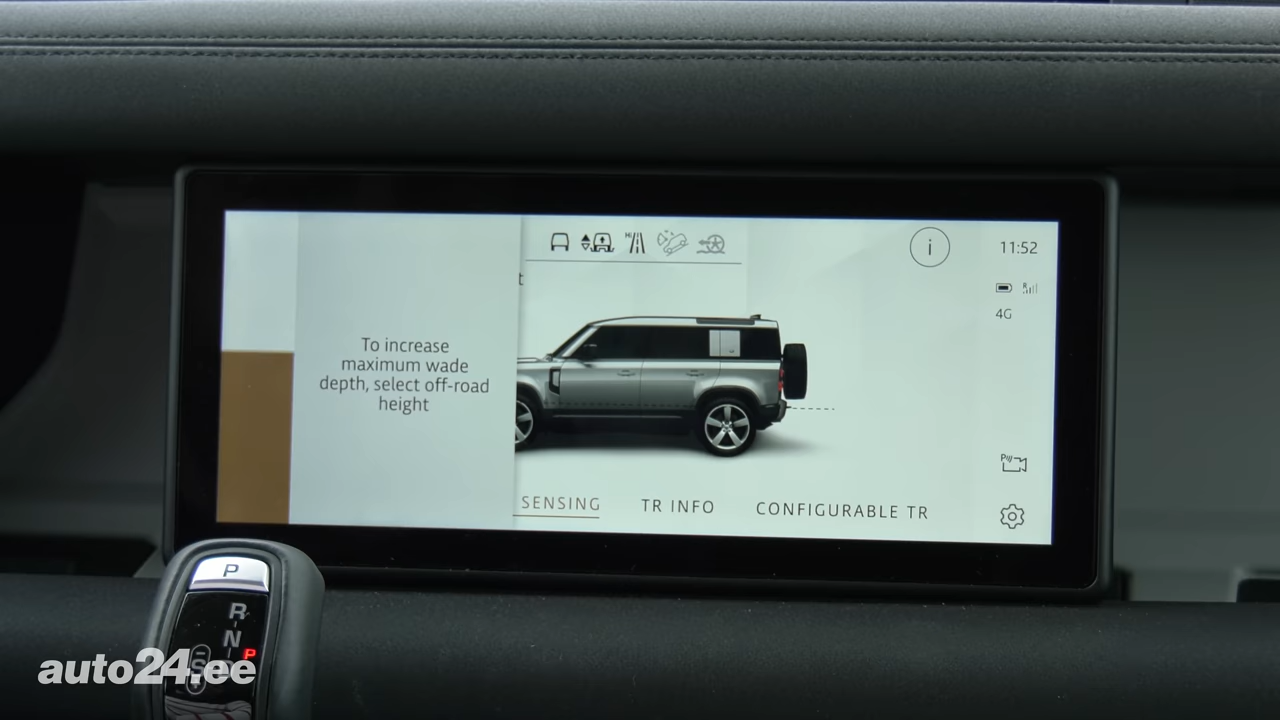 HI
i
11:52
t
4G
To increase
maximum wade
depth, select off-road
height
P
SENSING
TR INFO
CONFIGURABLE TR
P
R
N
P
S
auto24.ee